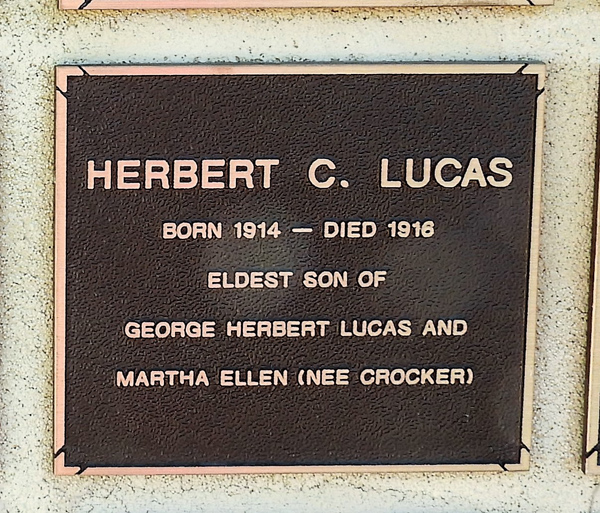 HERBERT C. LUCAS
BORN 1914 — DIED 1916
ELDEST SON OF
GEORGE HERBERT LUCAS AND
MARTHA ELLEN (NEE CROCKER)